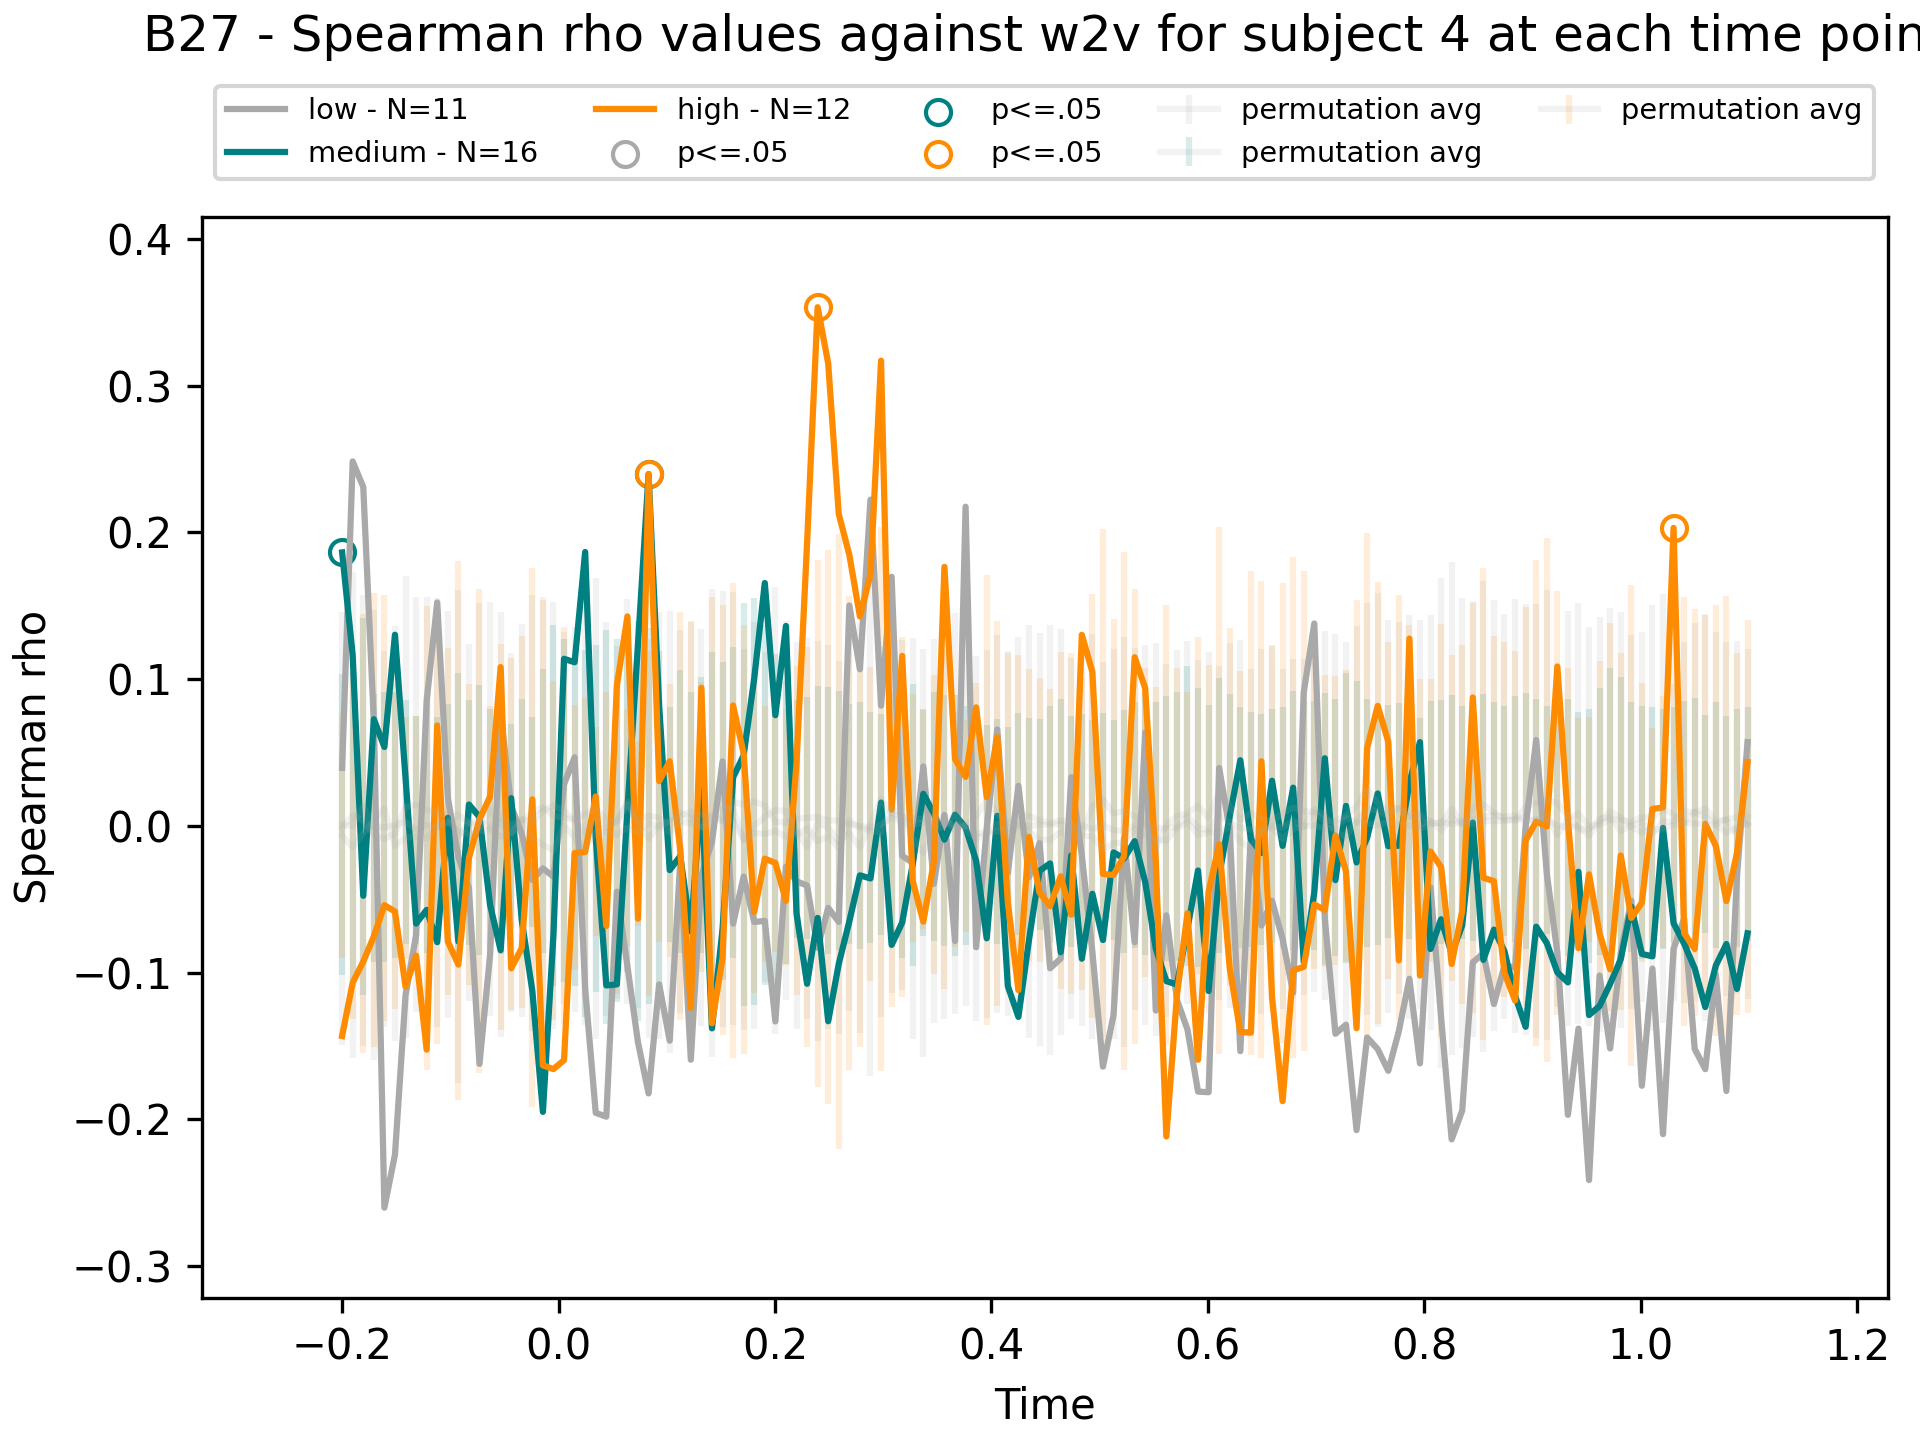 B27 - Spearman rho values against w2v for subject 4 at each time poin
low - N=11 high - N=12 p<=.05 permutation avg permutation avg
medium - N=16 p<=.05 p<=.05 permutation avg
Spearman rho
0.4
0.3
0.2
0.1
0.0
−0.1
−0.2
−0.3
−0.2 0.0 0.2 0.4 0.6 0.8 1.0 1.2
Time